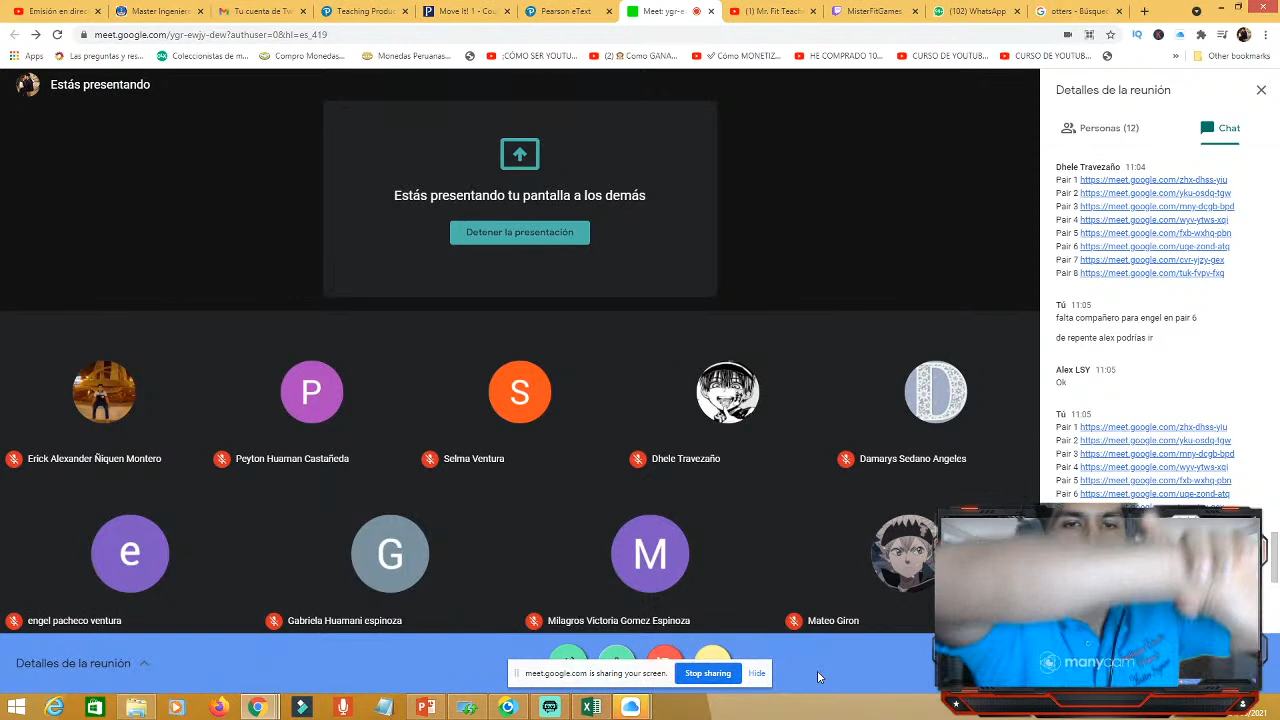 Emisión en direc
Master Ingenierc
Tu cuenta de Tw
Teaching Produc
Move It! 1 - Cou
Pearson eText
Meet: ygr-e
(1) Mr. Fit Teach
MisterFitGames
(102) WhatsApp
otters - Búsque
meet.google.com/ygr-ewjy-dew?authuser=0&hl=es_419
Apps
Las preguntas y res...
Coleccionistas de m...
Compro Monedas...
Monedas Peruanas...
¡CÓMO SER YOUTU...
(2) Como GANA...
✓ Cómo MONETIZ...
HE COMPRADO 10...
CURSO DE YOUTUB...
CURSO DE YOUTUB...
»
Other bookmarks
Estás presentando
Estás presentando tu pantalla a los demás
Detener la presentación
P
S
D
Erick Alexander Ñiquen Montero
Peyton Huaman Castañeda
Selma Ventura
Dhele Travezaño
Damarys Sedano Angeles
e
G
M
engel pacheco ventura
Gabriela Huamani espinoza
Milagros Victoria Gomez Espinoza
Mateo Giron
Detalles de la reunión
meet.google.com is sharing your screen.
Stop sharing
Hide
Detalles de la reunión
Personas (12)
Chat
Dhele Travezaño 11:04
Pair 1 https://meet.google.com/zhx-dhss-yiu
Pair 2 https://meet.google.com/yku-osdq-tgw
Pair 3 https://meet.google.com/mny-dcgb-bpd
Pair 4 https://meet.google.com/wyv-ytws-xqi
Pair 5 https://meet.google.com/fxb-wxhq-pbn
Pair 6 https://meet.google.com/uqe-zond-atq
Pair 7 https://meet.google.com/cvr-yjzy-gex
Pair 8 https://meet.google.com/tuk-fvpv-fxq
Tú 11:05
falta compañero para engel en pair 6
de repente alex podrías ir
Alex LSY 11:05
Ok
Tú 11:05
Pair 1 https://meet.google.com/zhx-dhss-yiu
Pair 2 https://meet.google.com/yku-osdq-tgw
Pair 3 https://meet.google.com/mny-dcgb-bpd
Pair 4 https://meet.google.com/wyv-ytws-xqi
Pair 5 https://meet.google.com/fxb-wxhq-pbn
Pair 6 https://meet.google.com/uqe-zond-atq
manycam